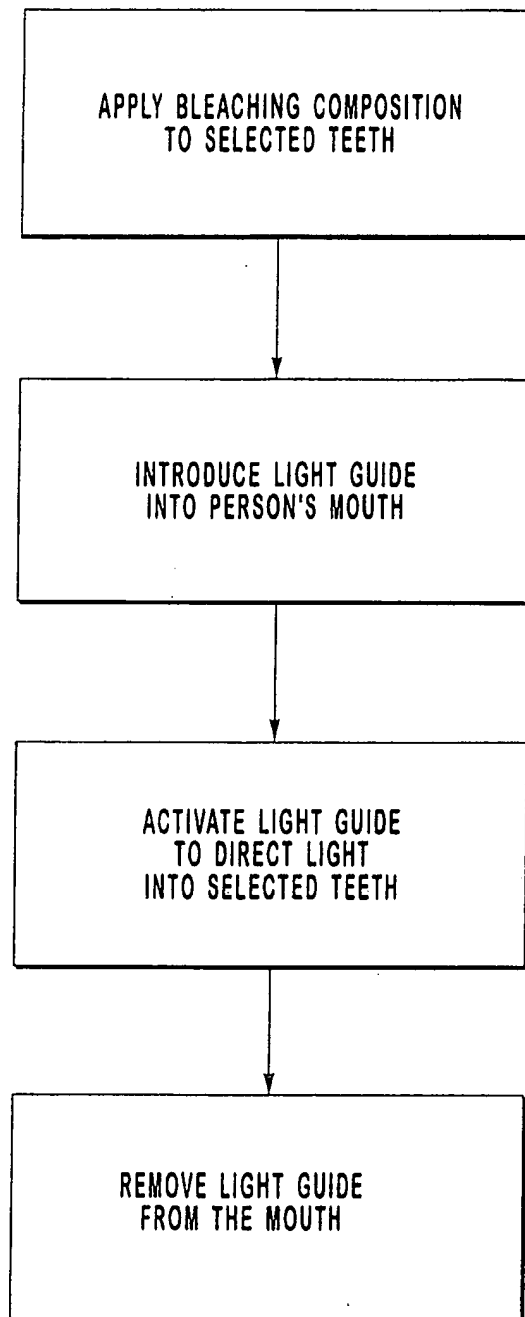 APPLY BLEACHING COMPOSITION
TO SELECTED TEETH
INTRODUCE LIGHT GUIDE
INTO PERSON'S MOUTH
ACTIVATE LIGHT GUIDE
TO DIRECT LIGHT
INTO SELECTED TEETH
REMOVE LIGHT GUIDE
FROM THE MOUTH